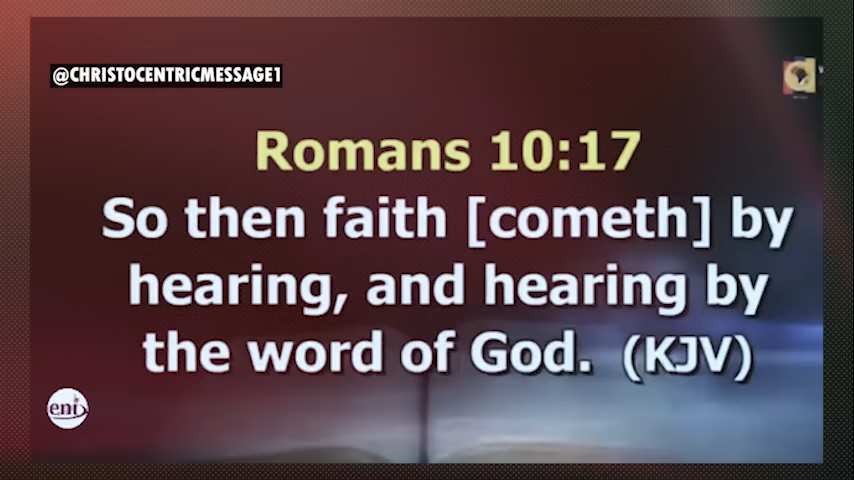 @CHRISTOCENTRICMESSAGE1
Romans 10:17
So then faith [cometh] by
hearing, and hearing by
the word of God. (KJV)
eni